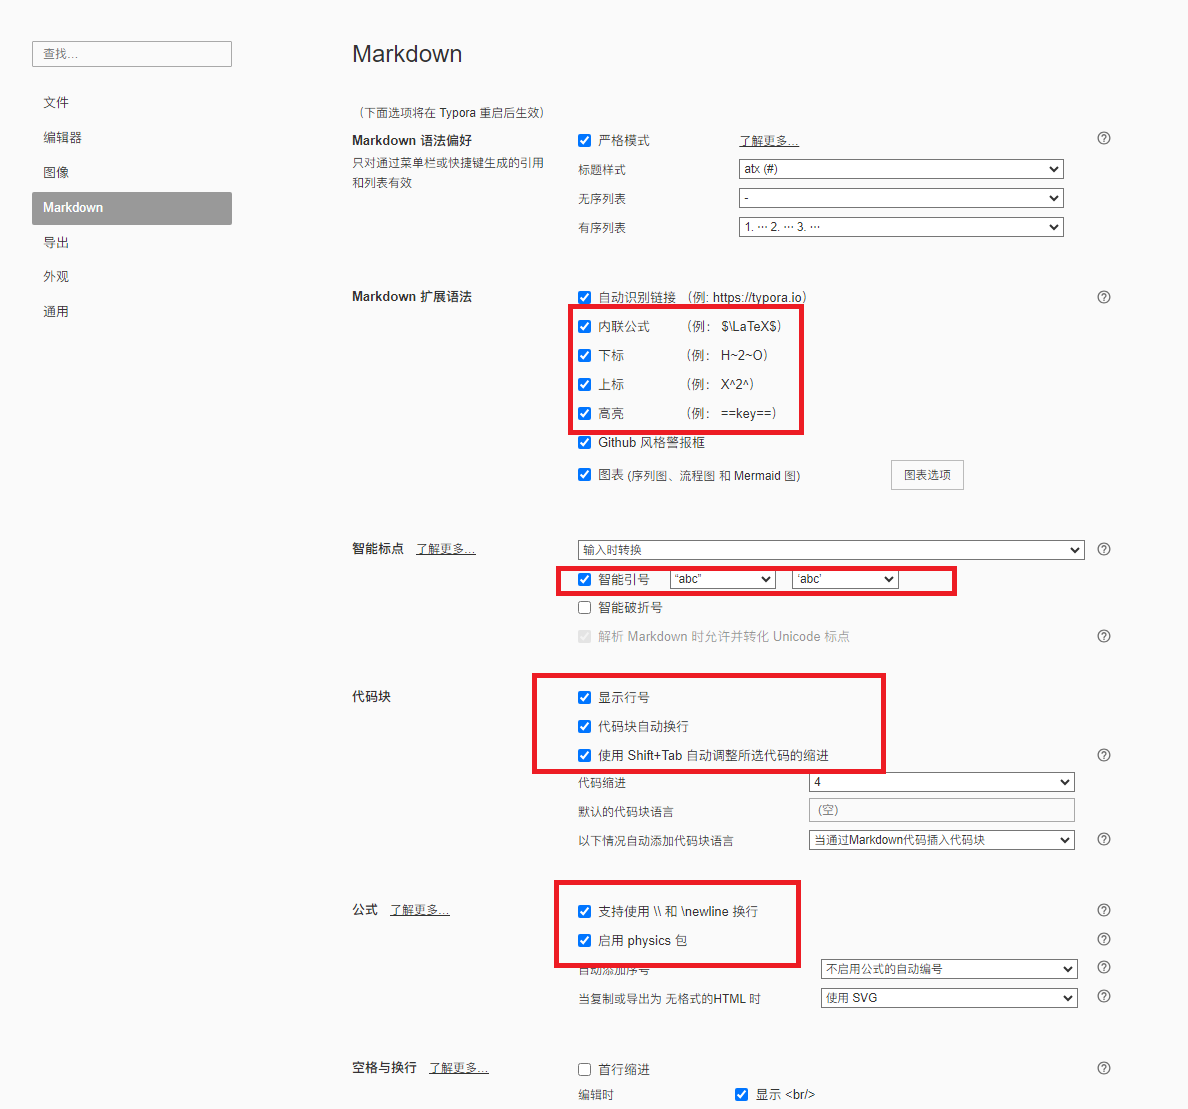 查找...
文件
编辑器
图像
Markdown
导出
外观
通用
Markdown
（下面选项将在 Typora 重启后生效）
Markdown 语法偏好
只对通过菜单栏或快捷键生成的引用
和列表有效
严格模式 了解更多...
标题样式 atx (#)
无序列表 -
有序列表 1. ··· 2. ··· 3. ···
Markdown 扩展语法
自动识别链接 （例: https://typora.io）
内联公式 （例： $\LaTeX$）
下标 （例： H~2~O）
上标 （例： X^2^）
高亮 （例： ==key==）
Github 风格警报框
图表 (序列图、流程图 和 Mermaid 图) 图表选项
智能标点 了解更多... 输入时转换
智能引号 “abc” ‘abc’
智能破折号
解析 Markdown 时允许并转化 Unicode 标点
代码块
显示行号
代码块自动换行
使用 Shift+Tab 自动调整所选代码的缩进
代码缩进 4
默认的代码块语言 (空)
以下情况自动添加代码块语言 当通过Markdown代码插入代码块
公式 了解更多...
支持使用 \\ 和 \newline 换行
启用 physics 包
自动添加序号 不启用公式的自动编号
当复制或导出为 无格式的HTML 时 使用 SVG
空格与换行 了解更多...
首行缩进
编辑时 显示 <br/>